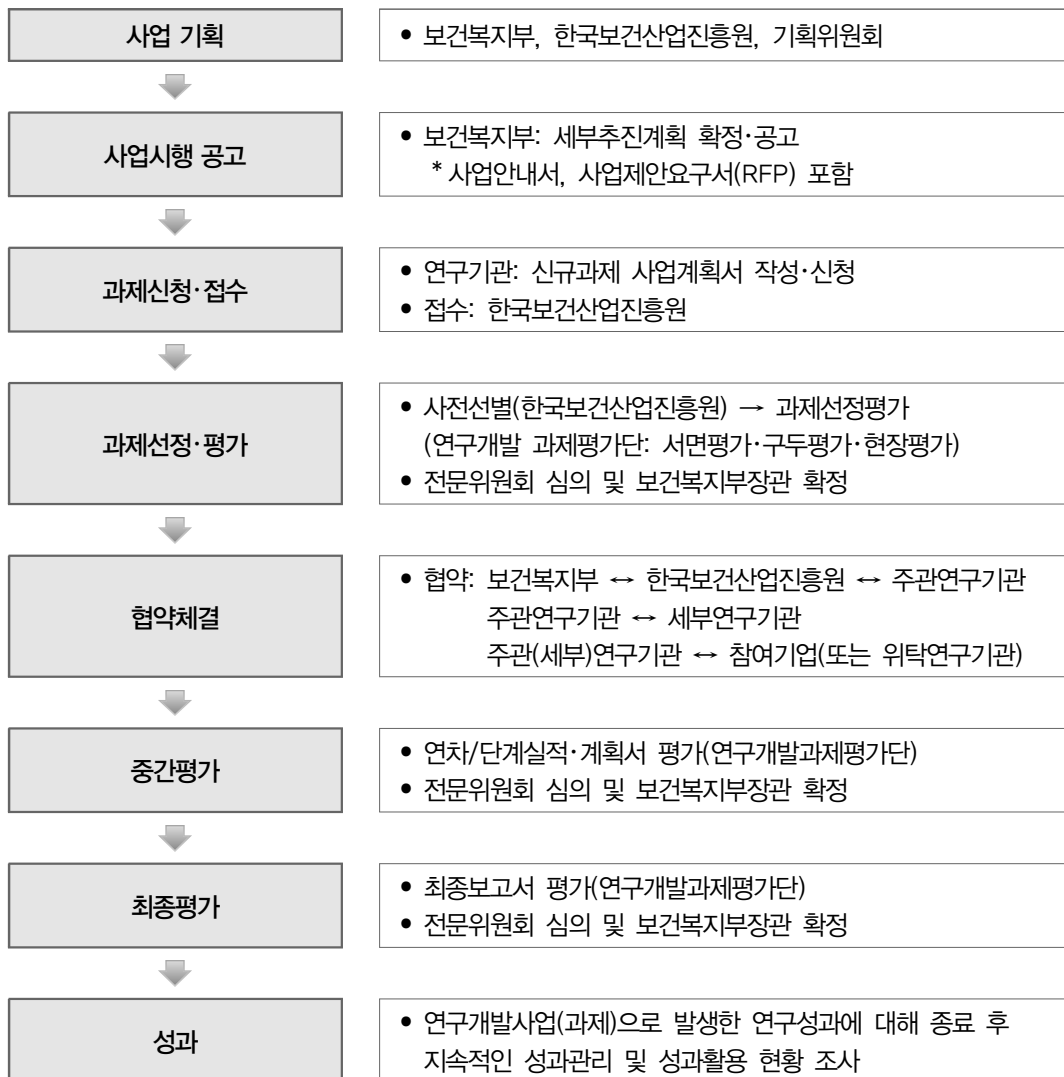 사업 기획
• 보건복지부, 한국보건산업진흥원, 기획위원회
사업시행 공고
• 보건복지부: 세부추진계획 확정·공고
* 사업안내서, 사업제안요구서(RFP) 포함
과제신청·접수
• 연구기관: 신규과제 사업계획서 작성·신청
• 접수: 한국보건산업진흥원
과제선정·평가
• 사전선별(한국보건산업진흥원) → 과제선정평가
(연구개발 과제평가단: 서면평가·구두평가·현장평가)
• 전문위원회 심의 및 보건복지부장관 확정
협약체결
• 협약: 보건복지부 ↔ 한국보건산업진흥원 ↔ 주관연구기관
주관연구기관 ↔ 세부연구기관
주관(세부)연구기관 ↔ 참여기업(또는 위탁연구기관)
중간평가
• 연차/단계실적·계획서 평가(연구개발과제평가단)
• 전문위원회 심의 및 보건복지부장관 확정
최종평가
• 최종보고서 평가(연구개발과제평가단)
• 전문위원회 심의 및 보건복지부장관 확정
성과
• 연구개발사업(과제)으로 발생한 연구성과에 대해 종료 후
지속적인 성과관리 및 성과활용 현황 조사